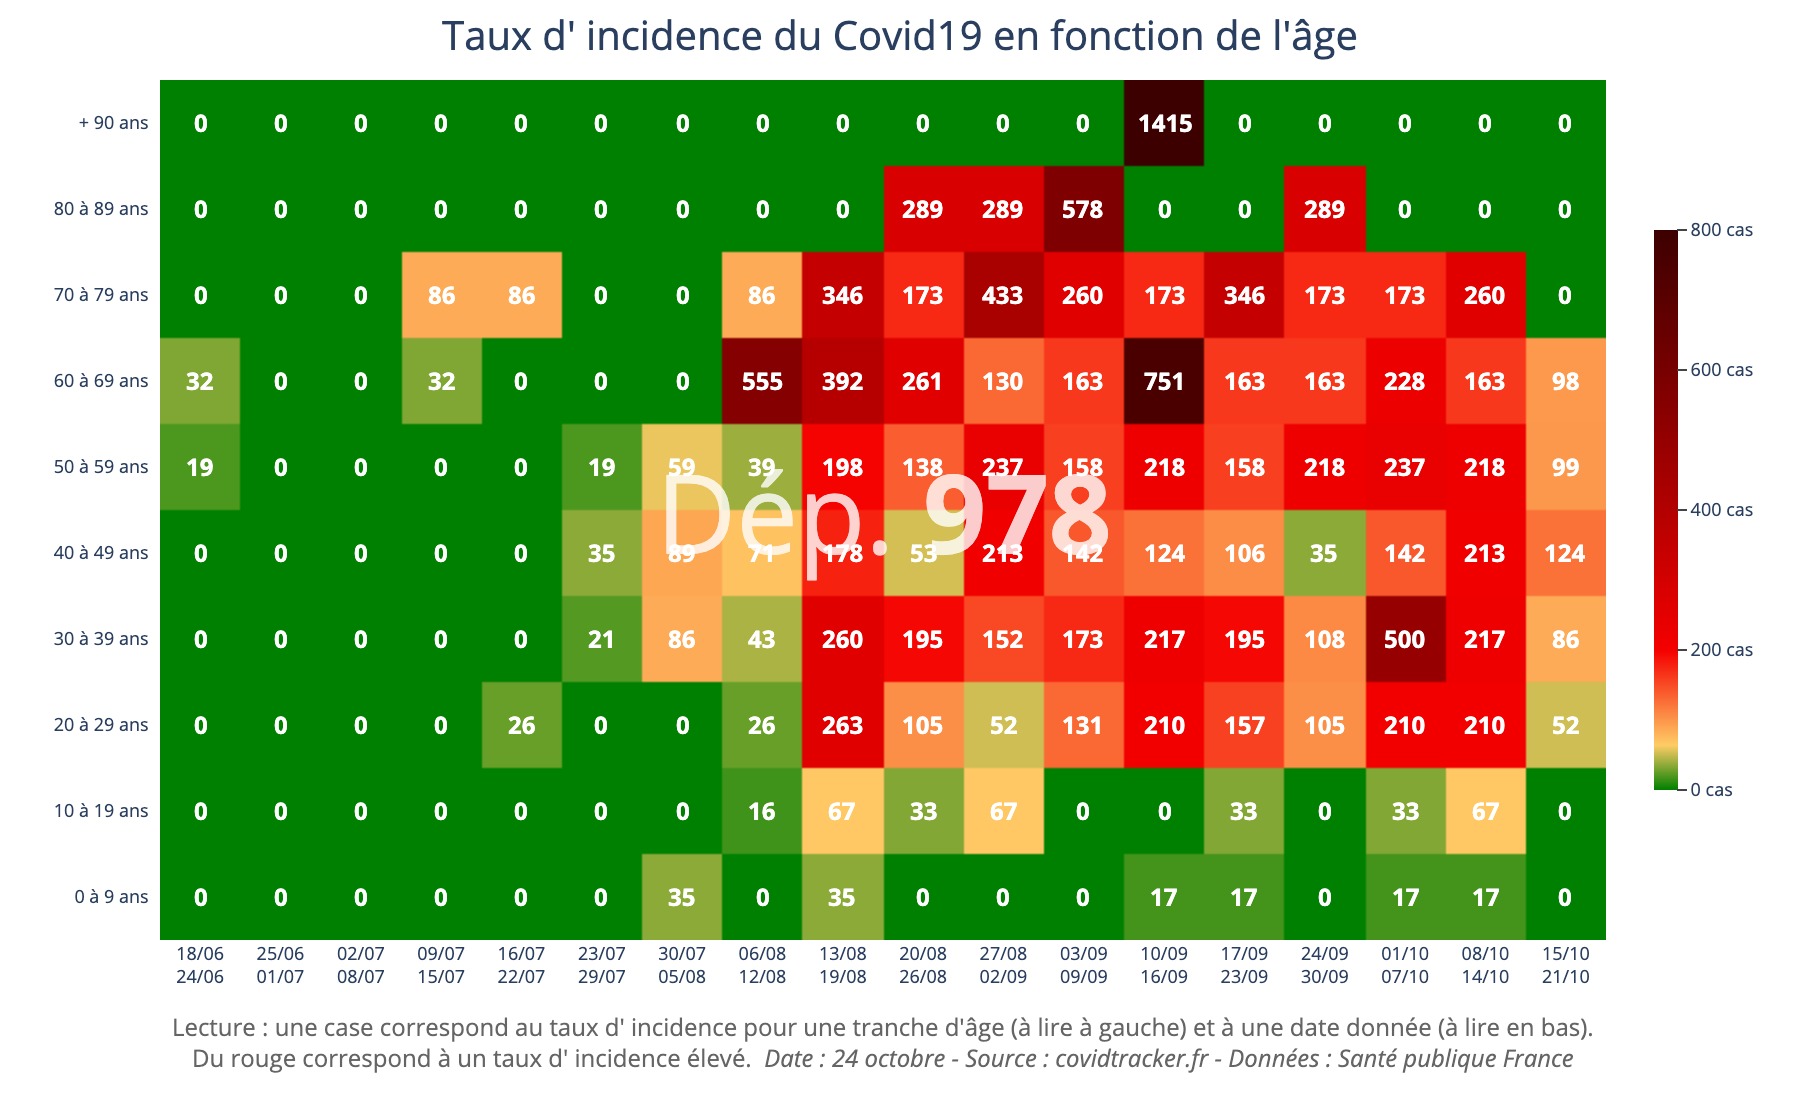 Taux d' incidence du Covid19 en fonction de l'âge
+ 90 ans 0 0 0 0 0 0 0 0 0 0 0 0 1415 0 0 0 0 0
80 à 89 ans 0 0 0 0 0 0 0 0 0 289 289 578 0 0 289 0 0 0
70 à 79 ans 0 0 0 86 86 0 0 86 346 173 433 260 173 346 173 173 260 0
60 à 69 ans 32 0 0 32 0 0 0 555 392 261 130 163 751 163 163 228 163 98
50 à 59 ans 19 0 0 0 0 19 59 39 198 138 237 158 218 158 218 237 218 99
Dép. 978
40 à 49 ans 0 0 0 0 0 35 89 71 178 53 213 142 124 106 35 142 213 124
30 à 39 ans 0 0 0 0 0 21 86 43 260 195 152 173 217 195 108 500 217 86
20 à 29 ans 0 0 0 0 26 0 0 26 263 105 52 131 210 157 105 210 210 52
10 à 19 ans 0 0 0 0 0 0 0 16 67 33 67 0 0 33 0 33 67 0
0 à 9 ans 0 0 0 0 0 0 35 0 35 0 0 0 17 17 0 17 17 0
18/06 25/06 02/07 09/07 16/07 23/07 30/07 06/08 13/08 20/08 27/08 03/09 10/09 17/09 24/09 01/10 08/10 15/10
24/06 01/07 08/07 15/07 22/07 29/07 05/08 12/08 19/08 26/08 02/09 09/09 16/09 23/09 30/09 07/10 14/10 21/10
800 cas
600 cas
400 cas
200 cas
0 cas
Lecture : une case correspond au taux d' incidence pour une tranche d'âge (à lire à gauche) et à une date donnée (à lire en bas).
Du rouge correspond à un taux d' incidence élevé. Date : 24 octobre - Source : covidtracker.fr - Données : Santé publique France